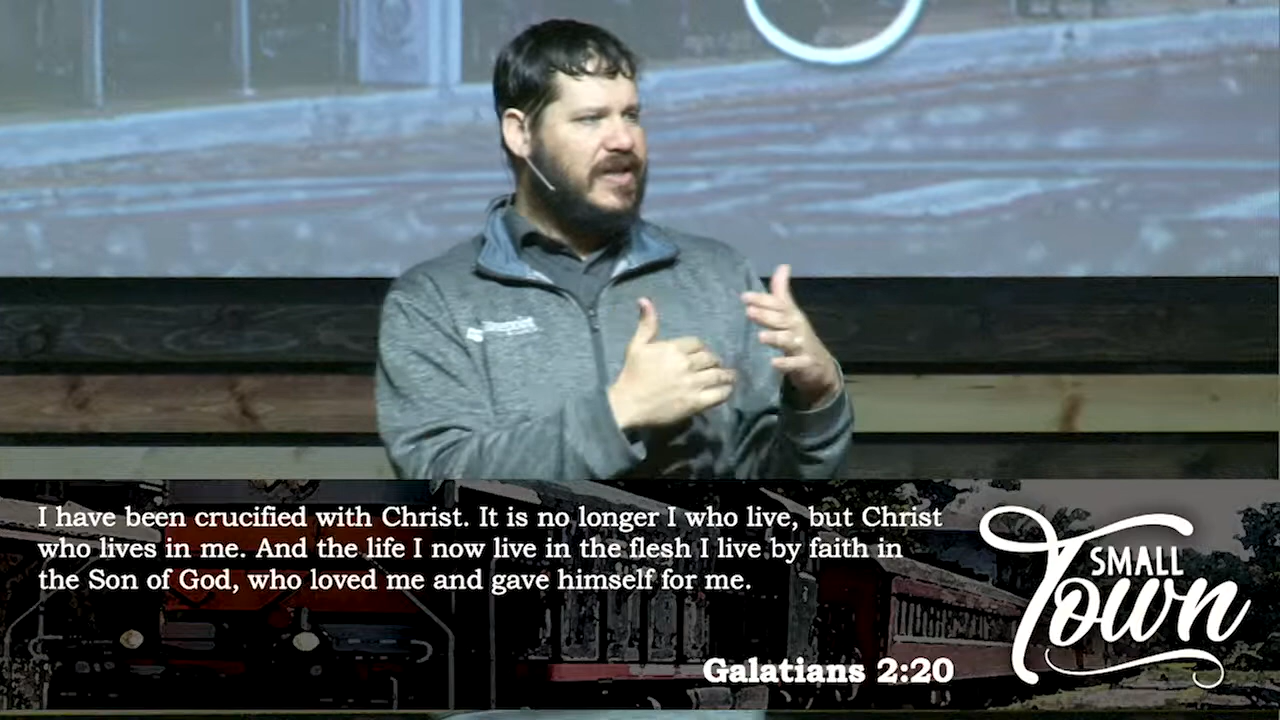 I have been crucified with Christ. It is no longer I who live, but Christ
who lives in me. And the life I now live in the flesh I live by faith in
the Son of God, who loved me and gave himself for me.
Galatians 2:20
SMALL
Town